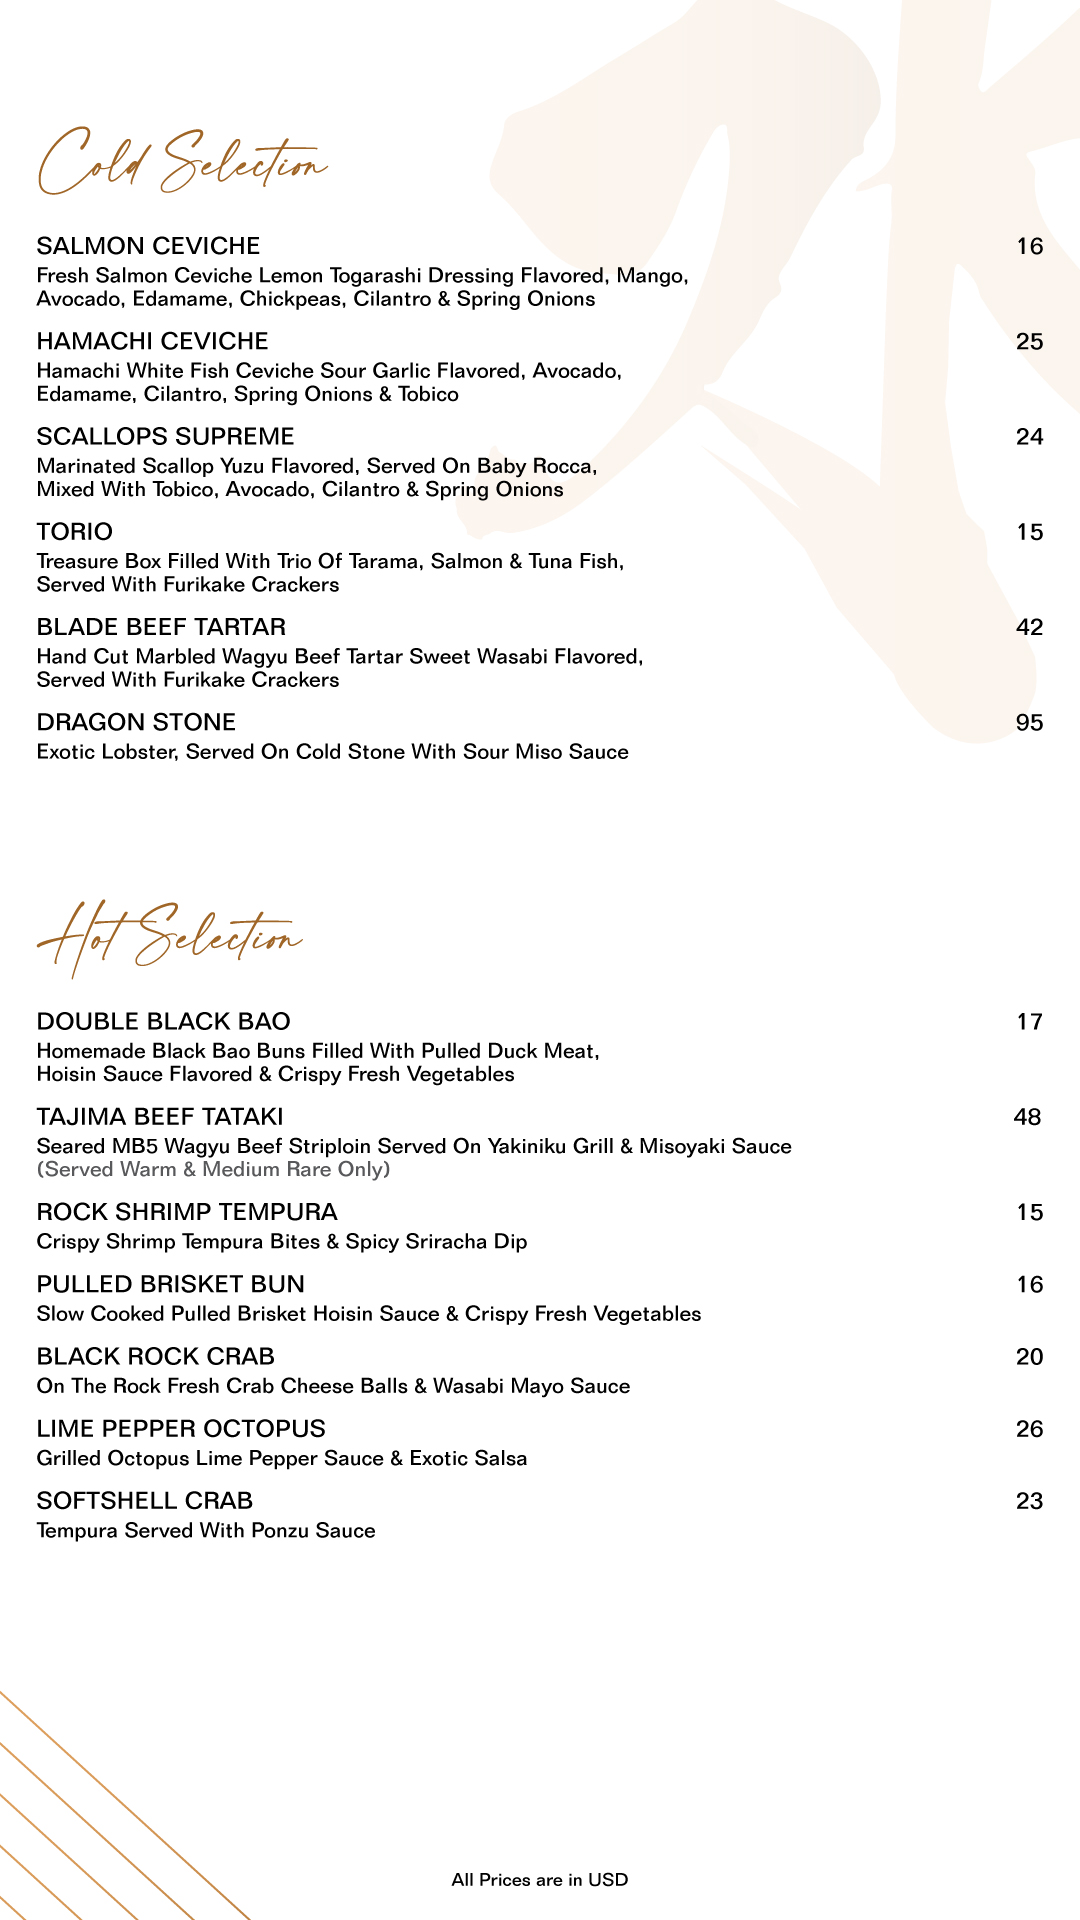 Cold Selection
SALMON CEVICHE 16
Fresh Salmon Ceviche Lemon Togarashi Dressing Flavored, Mango,
Avocado, Edamame, Chickpeas, Cilantro & Spring Onions
HAMACHI CEVICHE 25
Hamachi White Fish Ceviche Sour Garlic Flavored, Avocado,
Edamame, Cilantro, Spring Onions & Tobico
SCALLOPS SUPREME 24
Marinated Scallop Yuzu Flavored, Served On Baby Rocca,
Mixed With Tobico, Avocado, Cilantro & Spring Onions
TORIO 15
Treasure Box Filled With Trio Of Tarama, Salmon & Tuna Fish,
Served With Furikake Crackers
BLADE BEEF TARTAR 42
Hand Cut Marbled Wagyu Beef Tartar Sweet Wasabi Flavored,
Served With Furikake Crackers
DRAGON STONE 95
Exotic Lobster, Served On Cold Stone With Sour Miso Sauce
Hot Selection
DOUBLE BLACK BAO 17
Homemade Black Bao Buns Filled With Pulled Duck Meat,
Hoisin Sauce Flavored & Crispy Fresh Vegetables
TAJIMA BEEF TATAKI 48
Seared MB5 Wagyu Beef Striploin Served On Yakiniku Grill & Misoyaki Sauce
(Served Warm & Medium Rare Only)
ROCK SHRIMP TEMPURA 15
Crispy Shrimp Tempura Bites & Spicy Sriracha Dip
PULLED BRISKET BUN 16
Slow Cooked Pulled Brisket Hoisin Sauce & Crispy Fresh Vegetables
BLACK ROCK CRAB 20
On The Rock Fresh Crab Cheese Balls & Wasabi Mayo Sauce
LIME PEPPER OCTOPUS 26
Grilled Octopus Lime Pepper Sauce & Exotic Salsa
SOFTSHELL CRAB 23
Tempura Served With Ponzu Sauce
All Prices are in USD